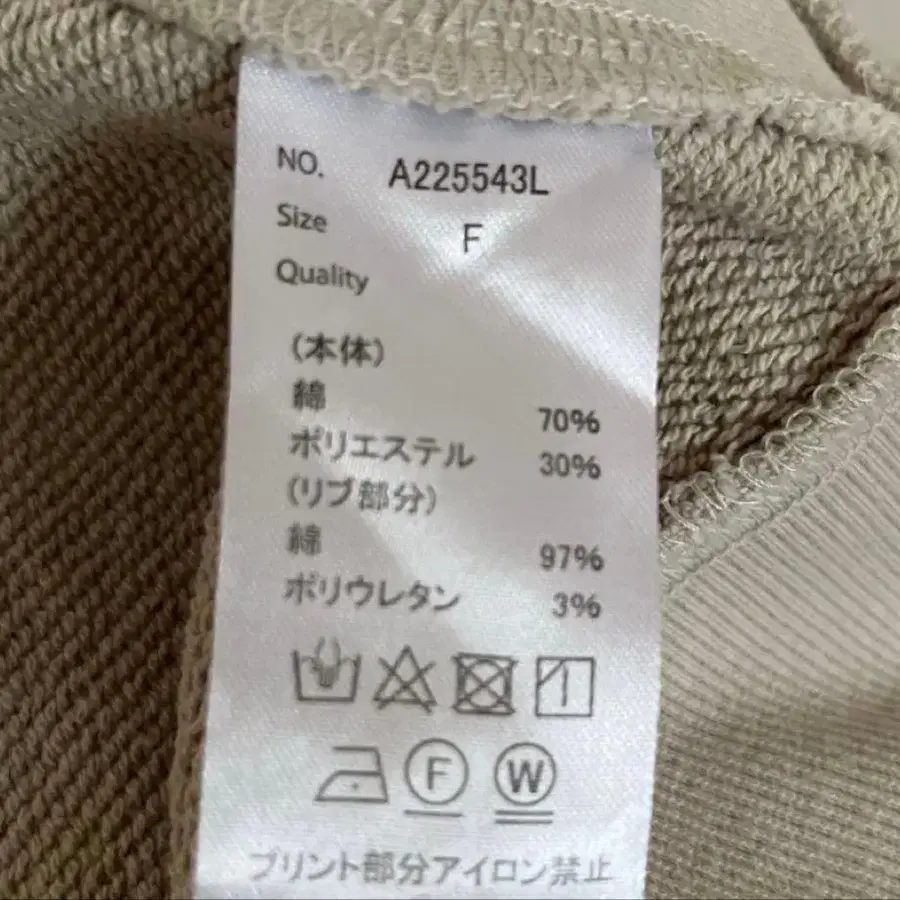 NO. A225543L
Size F
Quality
(本体)
綿 70%
ポリエステル 30%
(リブ部分)
綿 97%
ポリウレタン 3%
F W
プリント部分アイロン禁止